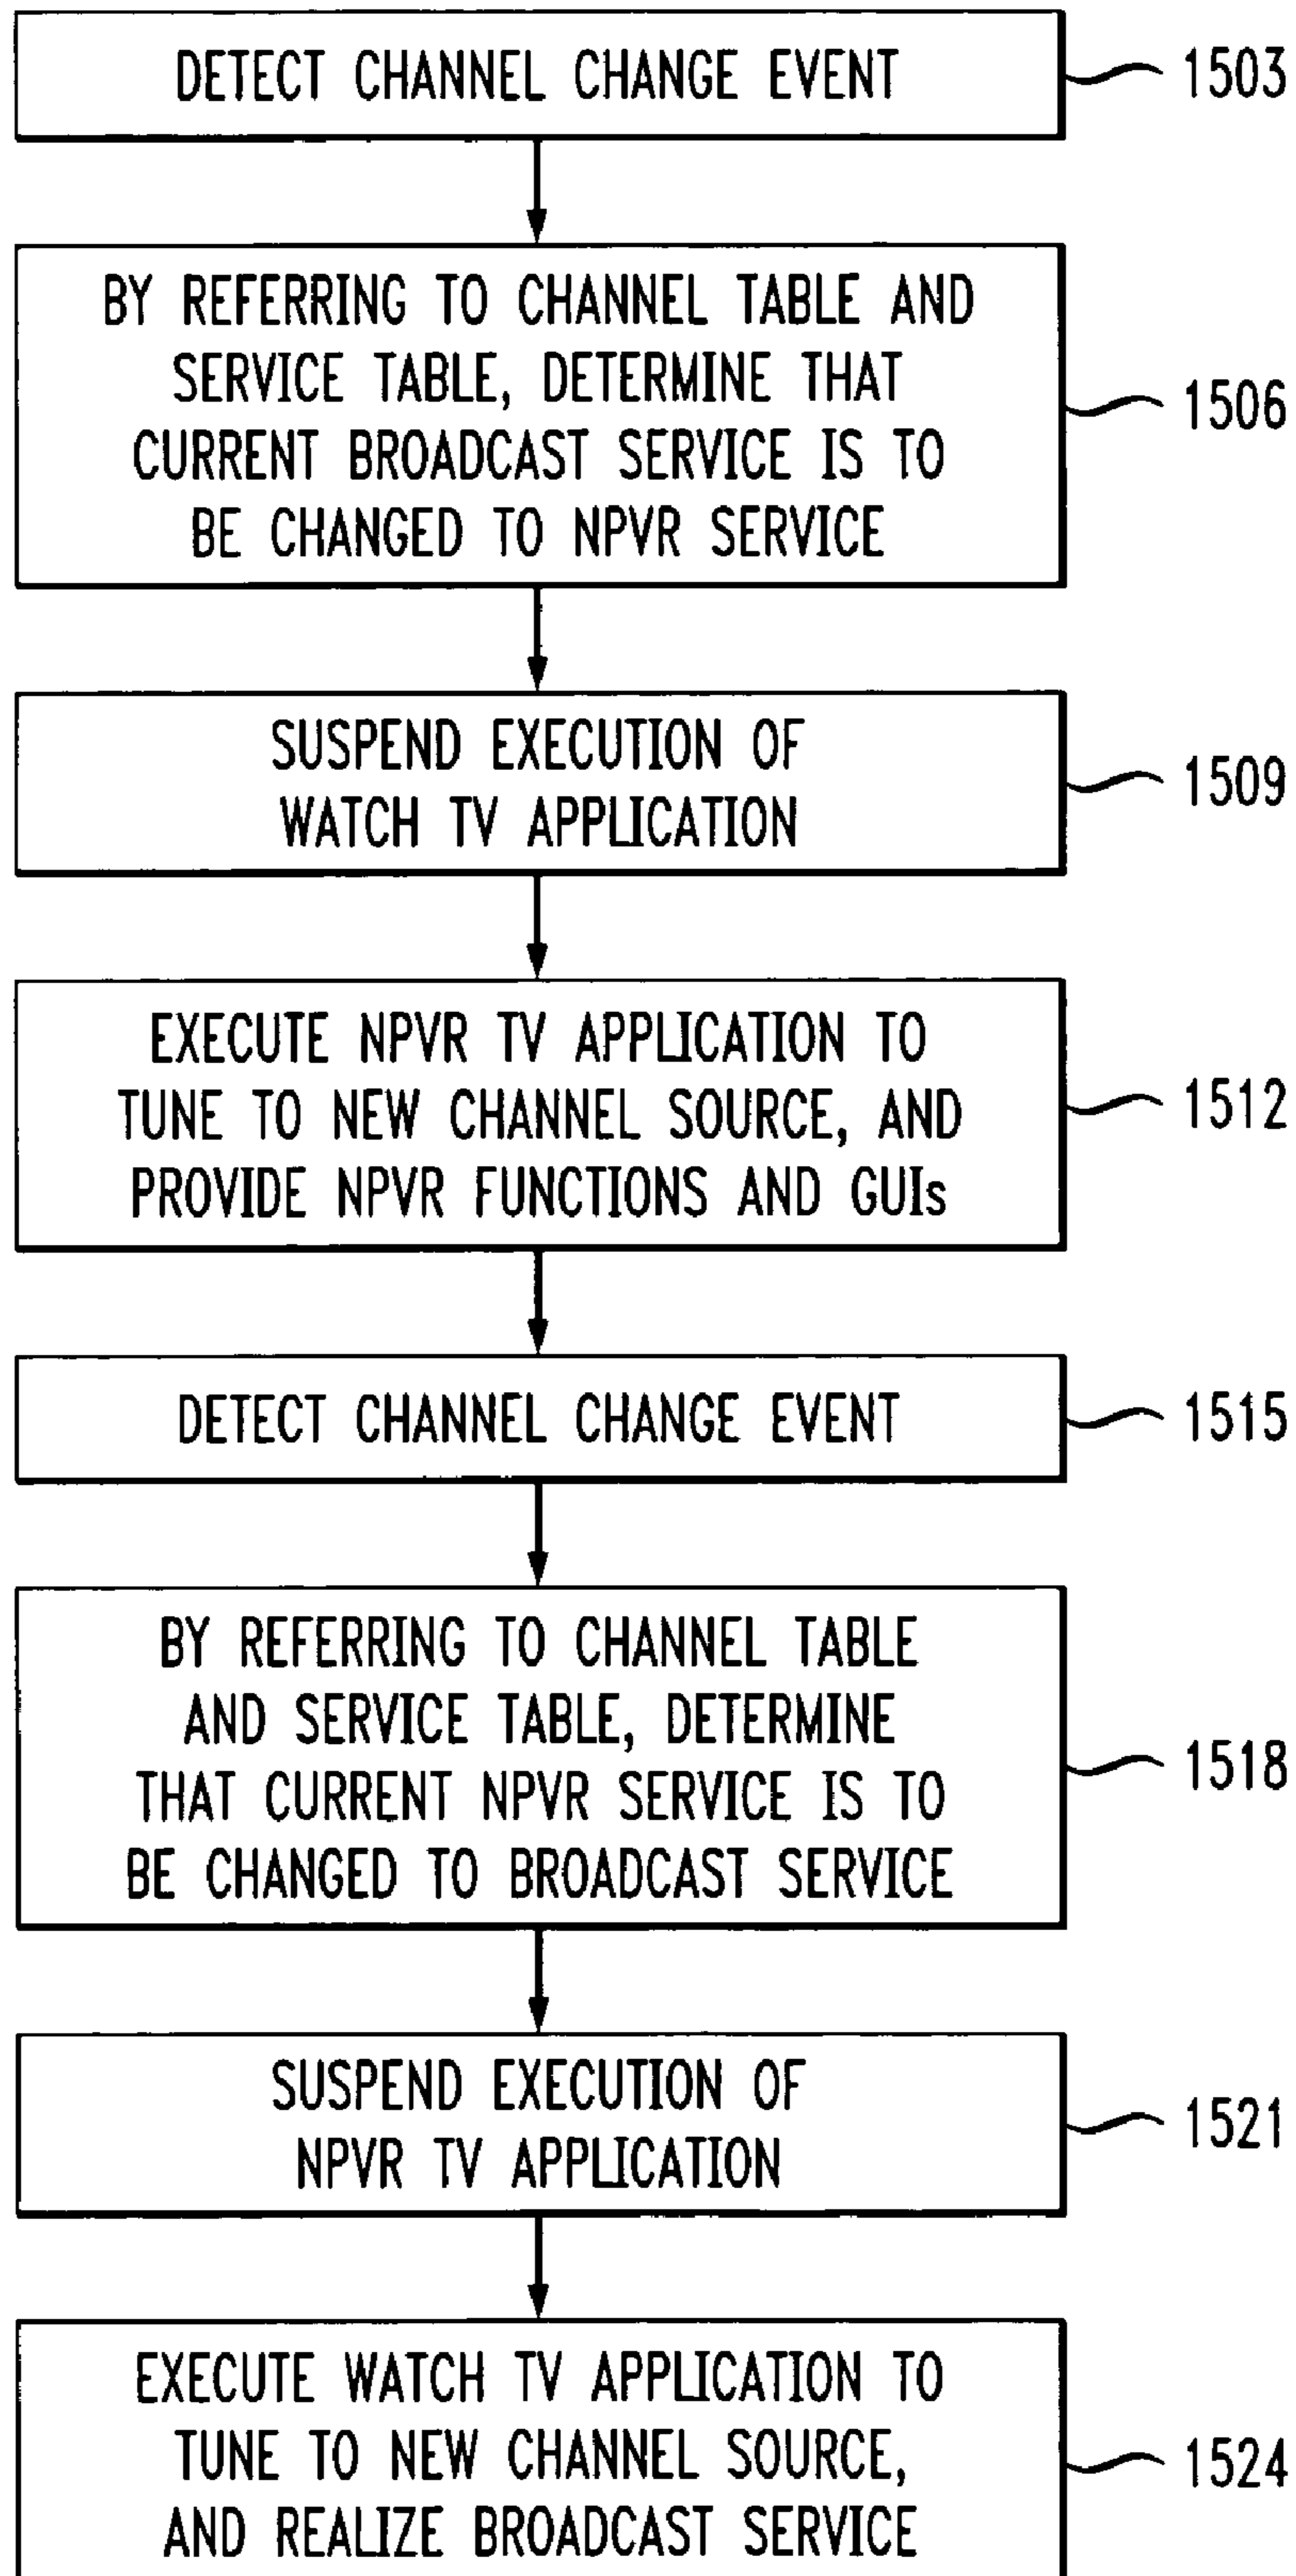 DETECT CHANNEL CHANGE EVENT
1503
BY REFERRING TO CHANNEL TABLE AND
SERVICE TABLE, DETERMINE THAT
CURRENT BROADCAST SERVICE IS TO
BE CHANGED TO NPVR SERVICE
1506
SUSPEND EXECUTION OF
WATCH TV APPLICATION
1509
EXECUTE NPVR TV APPLICATION TO
TUNE TO NEW CHANNEL SOURCE, AND
PROVIDE NPVR FUNCTIONS AND GUIs
1512
DETECT CHANNEL CHANGE EVENT
1515
BY REFERRING TO CHANNEL TABLE
AND SERVICE TABLE, DETERMINE
THAT CURRENT NPVR SERVICE IS TO
BE CHANGED TO BROADCAST SERVICE
1518
SUSPEND EXECUTION OF
NPVR TV APPLICATION
1521
EXECUTE WATCH TV APPLICATION TO
TUNE TO NEW CHANNEL SOURCE,
AND REALIZE BROADCAST SERVICE
1524